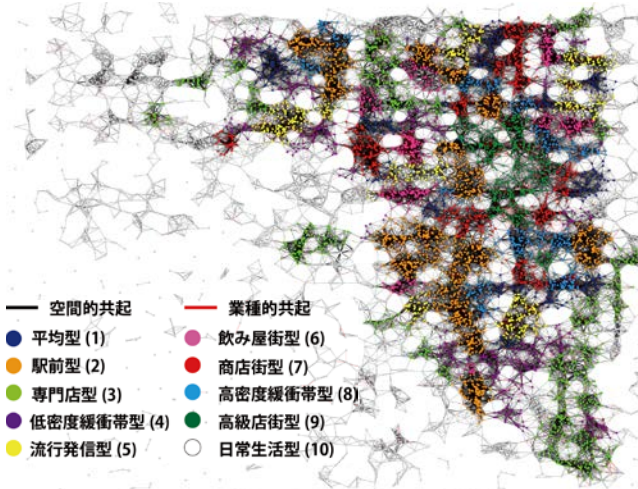 空間的共起
業種的共起
平均型 (1)
飲み屋街型 (6)
駅前型 (2)
商店街型 (7)
専門店型 (3)
高密度緩衝帯型 (8)
低密度緩衝帯型 (4)
高級店街型 (9)
流行発信型 (5)
日常生活型 (10)